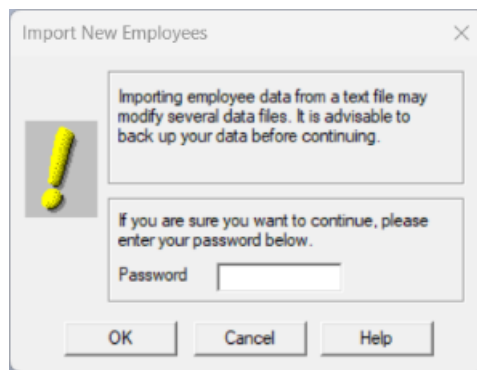 Import New Employees
Importing employee data from a text file may
modify several data files. It is advisable to
back up your data before continuing.
If you are sure you want to continue, please
enter your password below.
Password
OK Cancel Help